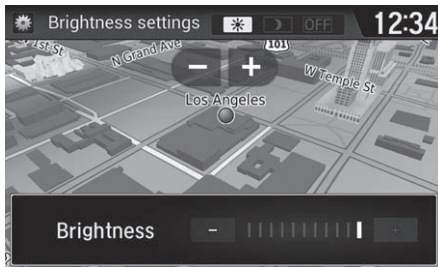 Brightness settings OFF 12:34
1st St
N Grand Ave
101
W Temple St
- +
Los Angeles
Brightness - +